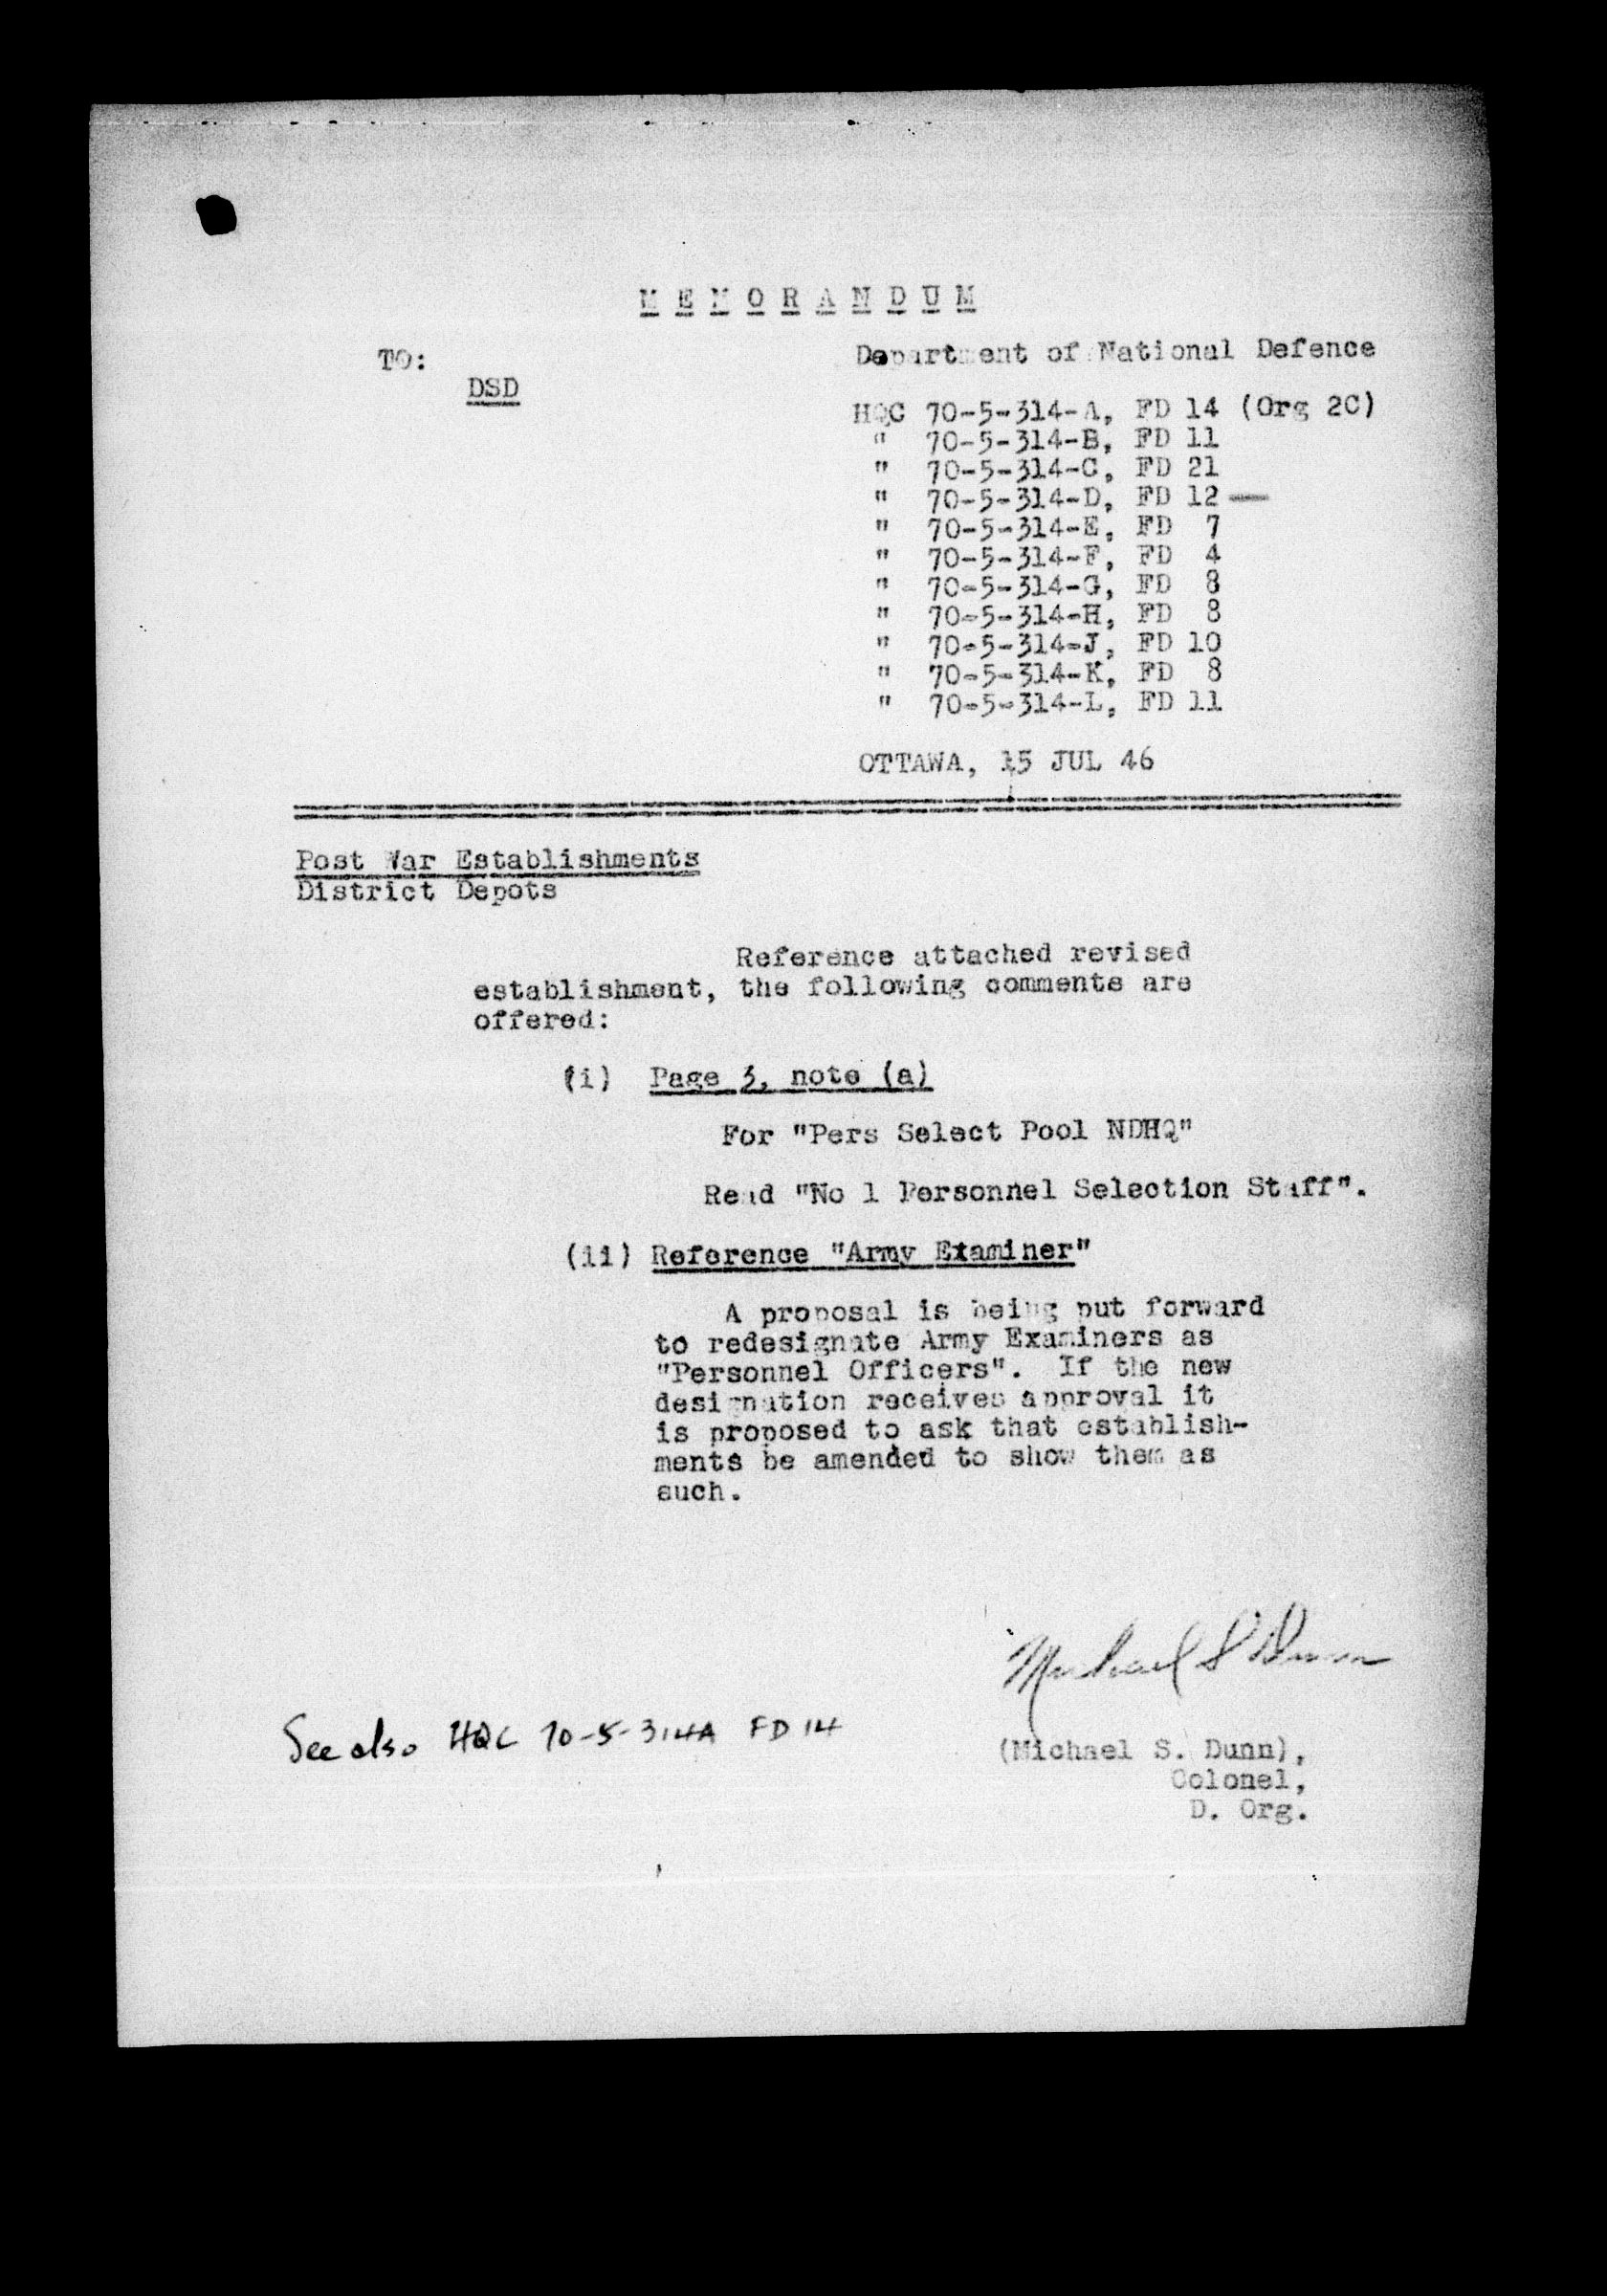 M E M O R A N D U M
TO:
DSD
Department of National Defence
HQC 70-5-314-A, FD 14 (Org 2C)
" 70-5-314-B, FD 11
" 70-5-314-C, FD 21
" 70-5-314-D, FD 12 —
" 70-5-314-E, FD 7
" 70-5-314-F, FD 4
" 70-5-314-G, FD 8
" 70-5-314-H, FD 8
" 70-5-314-J, FD 10
" 70-5-314-K, FD 8
" 70-5-314-L, FD 11
OTTAWA, 15 JUL 46
Post War Establishments
District Depots
Reference attached revised
establishment, the following comments are
offered:
(i) Page 3, note (a)
For "Pers Select Pool NDHQ"
Read "No 1 Personnel Selection Staff".
(ii) Reference "Army Examiner"
A proposal is being put forward
to redesignate Army Examiners as
"Personnel Officers". If the new
designation receives approval it
is proposed to ask that establish-
ments be amended to show them as
such.
Michael S Dunn
See also HQC 70-5-314A FD 14
(Michael S. Dunn),
Colonel,
D. Org.